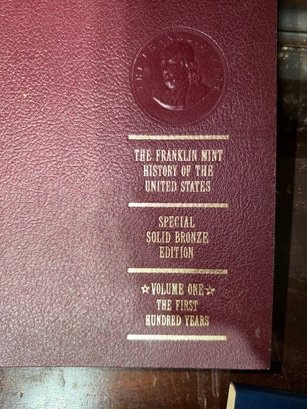 THE FRANKLIN MINT
HISTORY OF THE
UNITED STATES
SPECIAL
SOLID BRONZE
EDITION
☆VOLUME ONE☆
THE FIRST
HUNDRED YEARS